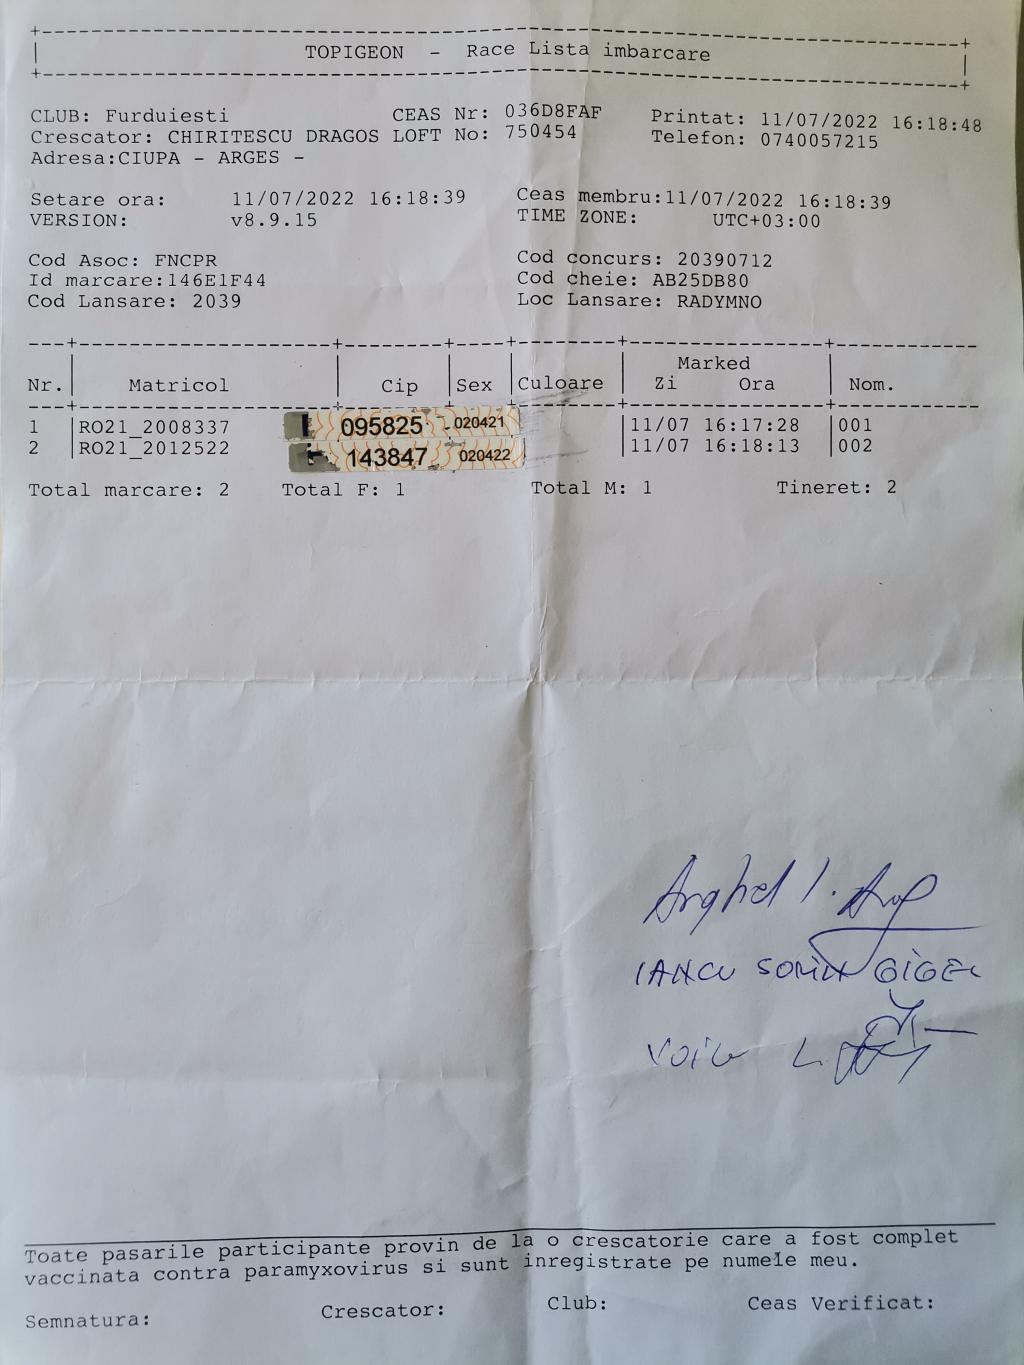 TOPIGEON - Race Lista imbarcare
CLUB: Furduiesti CEAS Nr: 036D8FAF Printat: 11/07/2022 16:18:48
Crescator: CHIRITESCU DRAGOS LOFT No: 750454 Telefon: 0740057215
Adresa:CIUPA - ARGES -
Setare ora: 11/07/2022 16:18:39 Ceas membru:11/07/2022 16:18:39
VERSION: v8.9.15 TIME ZONE: UTC+03:00
Cod Asoc: FNCPR Cod concurs: 20390712
Id marcare:146E1F44 Cod cheie: AB25DB80
Cod Lansare: 2039 Loc Lansare: RADYMNO
Marked
Nr. Matricol Cip Sex Culoare Zi Ora Nom.
1 RO21_2008337 095825 020421 11/07 16:17:28 001
2 RO21_2012522 143847 020422 11/07 16:18:13 002
Total marcare: 2 Total F: 1 Total M: 1 Tineret: 2
Arghel I.
IANCU SORIN GIGEL
Voicu L.
Toate pasarile participante provin de la o crescatorie care a fost complet
vaccinata contra paramyxovirus si sunt inregistrate pe numele meu.
Semnatura: Crescator: Club: Ceas Verificat: